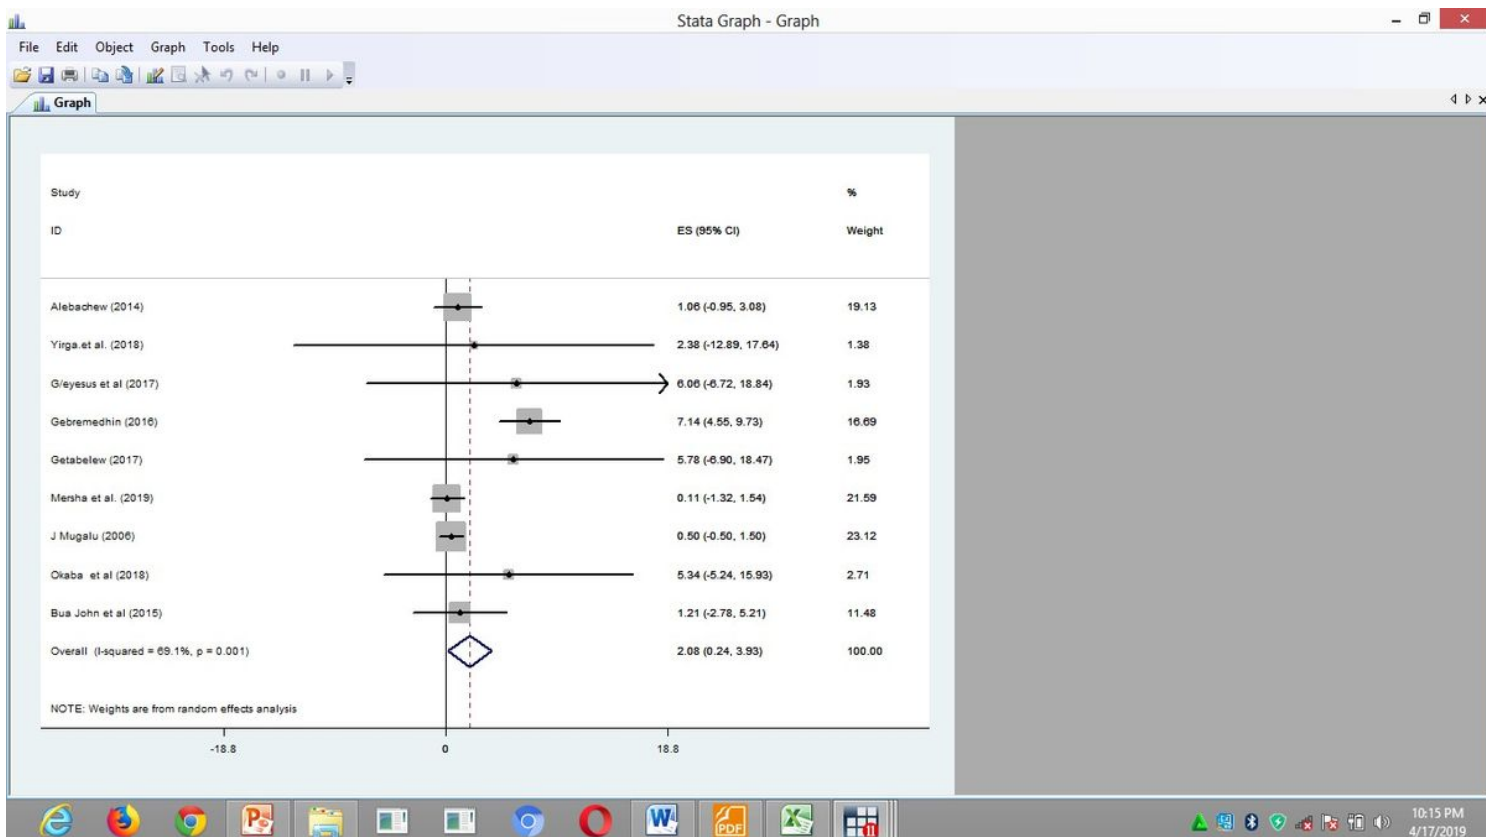 Stata Graph - Graph
File Edit Object Graph Tools Help
Graph
Study %
ID ES (95% CI) Weight
Alebachew (2014) 1.06 (-0.95, 3.08) 19.13
Yirga.et al. (2018) 2.38 (-12.89, 17.64) 1.38
G/eyesus et al (2017) 6.06 (-6.72, 18.84) 1.93
Gebremedhin (2016) 7.14 (4.55, 9.73) 16.69
Getabelew (2017) 5.78 (-6.90, 18.47) 1.95
Mersha et al. (2019) 0.11 (-1.32, 1.54) 21.59
J Mugalu (2006) 0.50 (-0.50, 1.50) 23.12
Okaba et al (2018) 5.34 (-5.24, 15.93) 2.71
Bua John et al (2015) 1.21 (-2.78, 5.21) 11.48
Overall (I-squared = 69.1%, p = 0.001) 2.08 (0.24, 3.93) 100.00
NOTE: Weights are from random effects analysis
-18.8 0 18.8
PDF
10:15 PM
4/17/2019